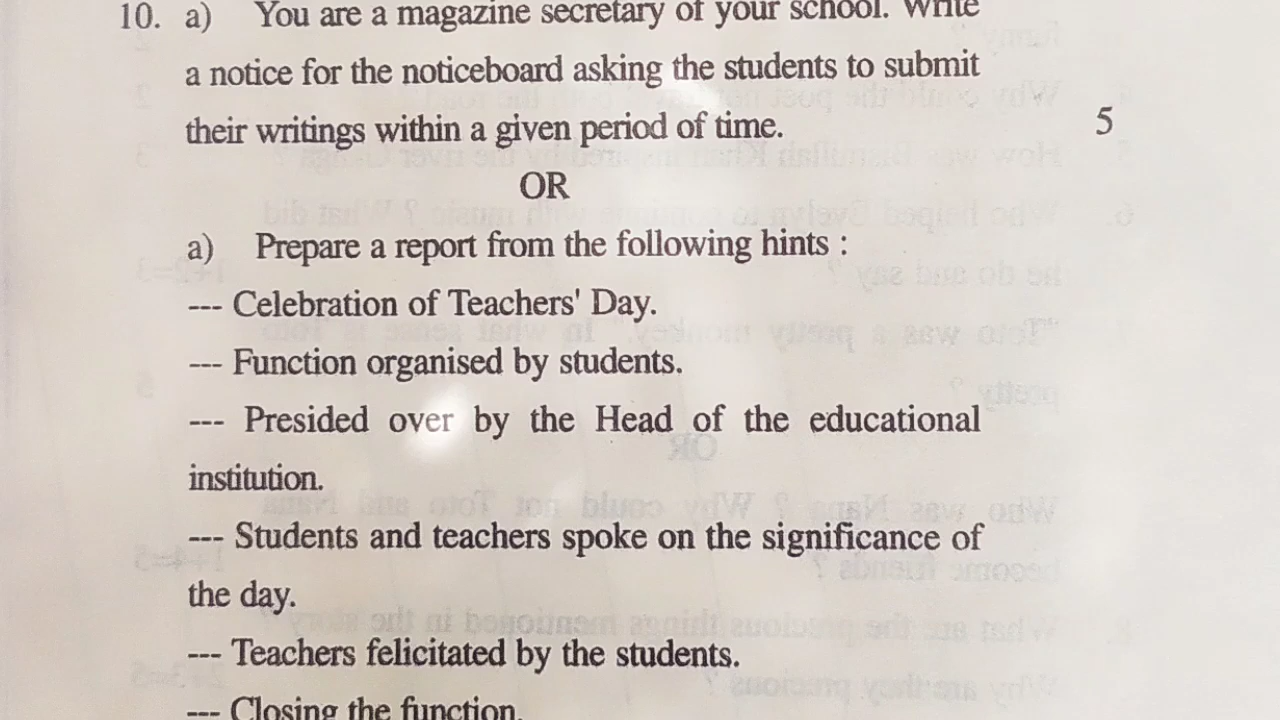 10. a) You are a magazine secretary of your school. Write
a notice for the noticeboard asking the students to submit
their writings within a given period of time. 5
OR
a) Prepare a report from the following hints :
--- Celebration of Teachers' Day.
--- Function organised by students.
--- Presided over by the Head of the educational
institution.
--- Students and teachers spoke on the significance of
the day.
--- Teachers felicitated by the students.
--- Closing the function.